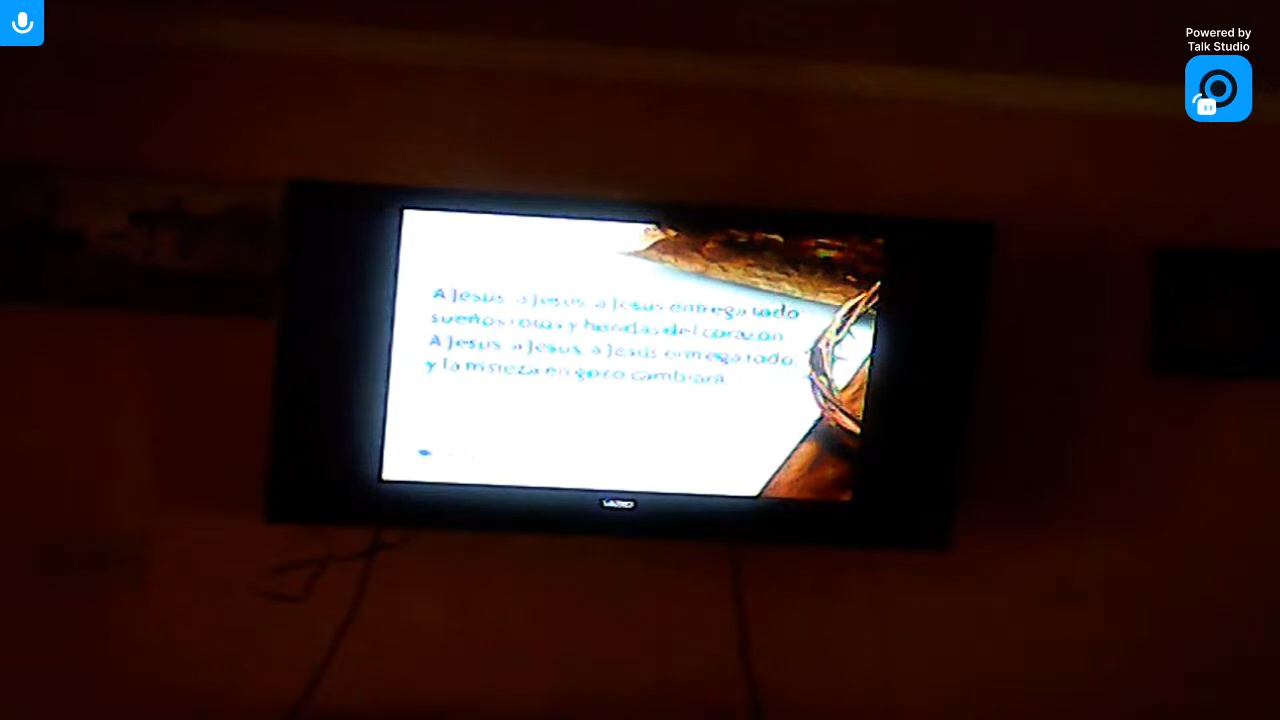 Powered by
Talk Studio
A Jesús, a Jesús, a Jesús entrega todo
sueños rotos y heridas del corazón
A Jesús, a Jesús, a Jesús entrega todo,
y la tristeza en gozo cambiará.